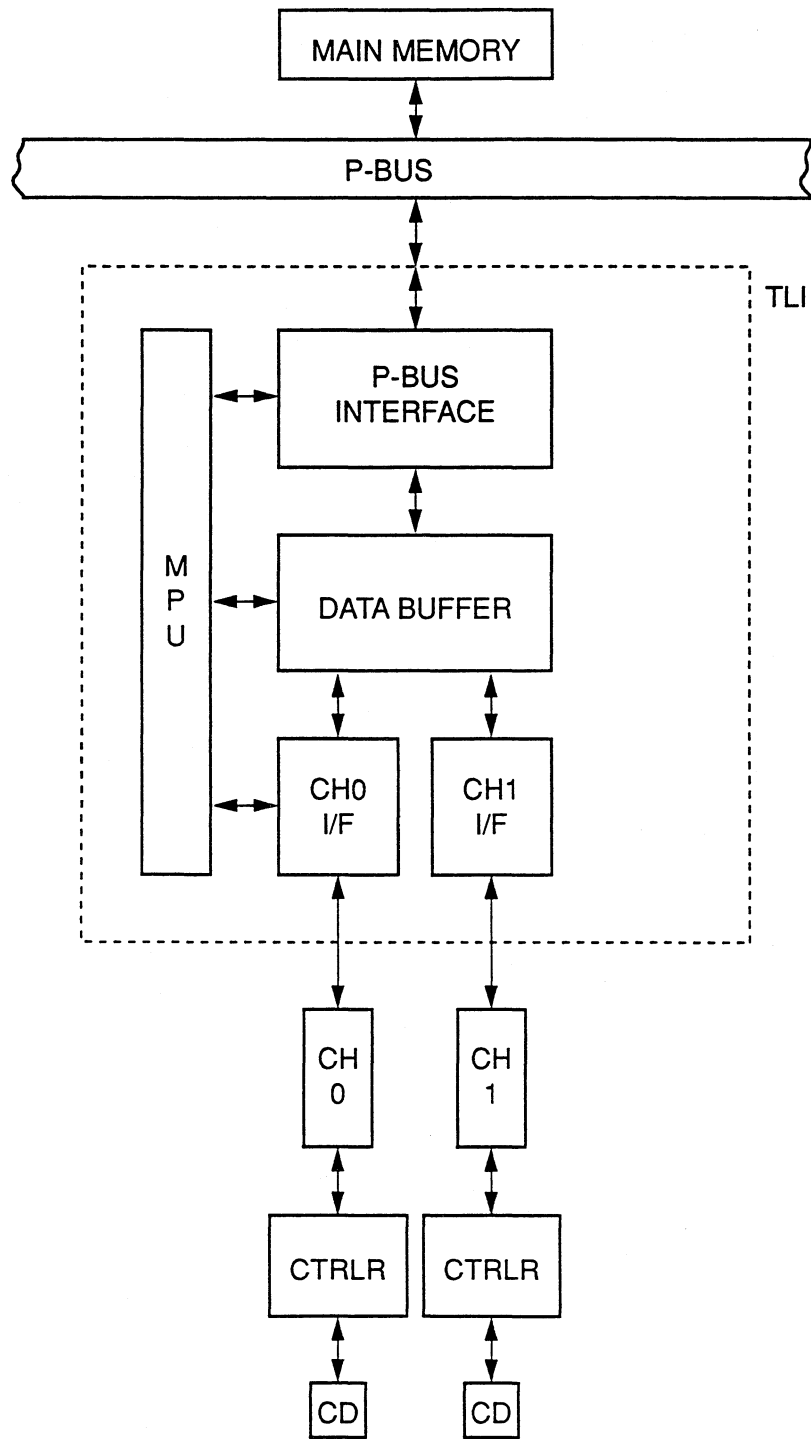 MAIN MEMORY
P-BUS
TLI
P-BUS
INTERFACE
M
P
U
DATA BUFFER
CH0
I/F
CH1
I/F
CH
0
CH
1
CTRLR
CTRLR
CD
CD